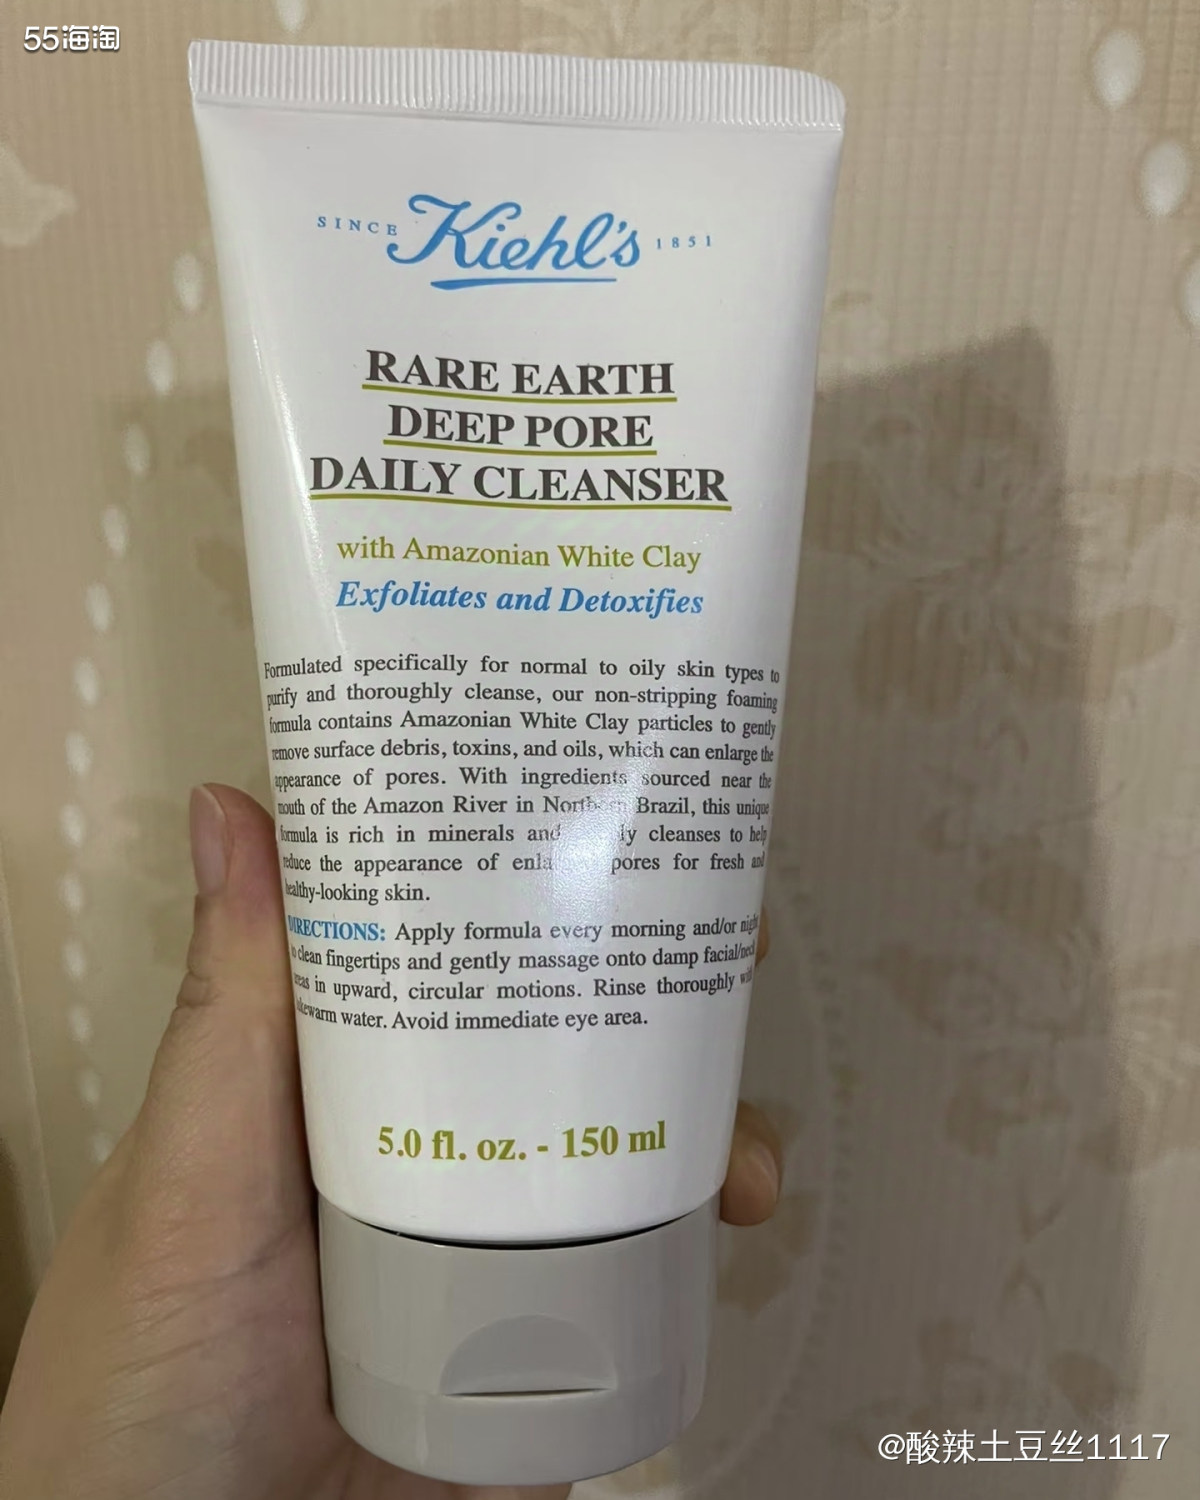 55海淘
SINCE Kiehl's 1851
RARE EARTH
DEEP PORE
DAILY CLEANSER
with Amazonian White Clay
Exfoliates and Detoxifies
Formulated specifically for normal to oily skin types to
purify and thoroughly cleanse, our non-stripping foaming
formula contains Amazonian White Clay particles to gently
remove surface debris, toxins, and oils, which can enlarge the
appearance of pores. With ingredients sourced near the
mouth of the Amazon River in Northern Brazil, this unique
formula is rich in minerals and cleanses to help
reduce the appearance of pores for fresh and
healthy-looking skin.
DIRECTIONS: Apply formula every morning and/or night
to clean fingertips and gently massage onto damp facial/neck
areas in upward, circular motions. Rinse thoroughly with
lukewarm water. Avoid immediate eye area.
5.0 fl. oz. - 150 ml
@酸辣土豆丝1117